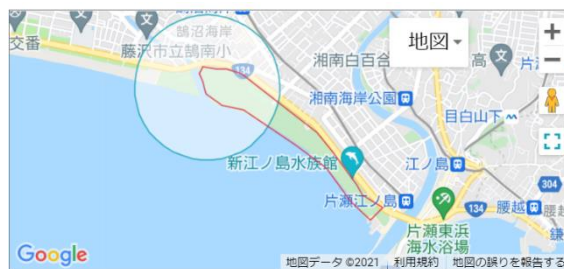 交番
鵠沼海岸
藤沢市立鵠南小
134
湘南白百合
高
地図
片瀬
湘南海岸公園
目白山下
新江ノ島水族館
江ノ島
片瀬江ノ島
134
腰越
腰越
304
片瀬東浜
海水浴場
鎌
Google
地図データ ©2021 利用規約 地図の誤りを報告する